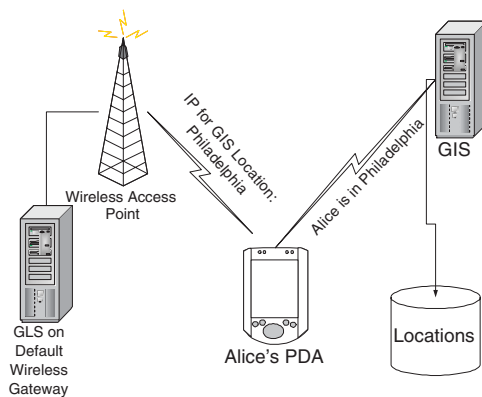 IP for GIS Location:
Philadelphia
Alice is in Philadelphia
GIS
Wireless Access
Point
GLS on
Default
Wireless
Gateway
Alice's PDA
Locations